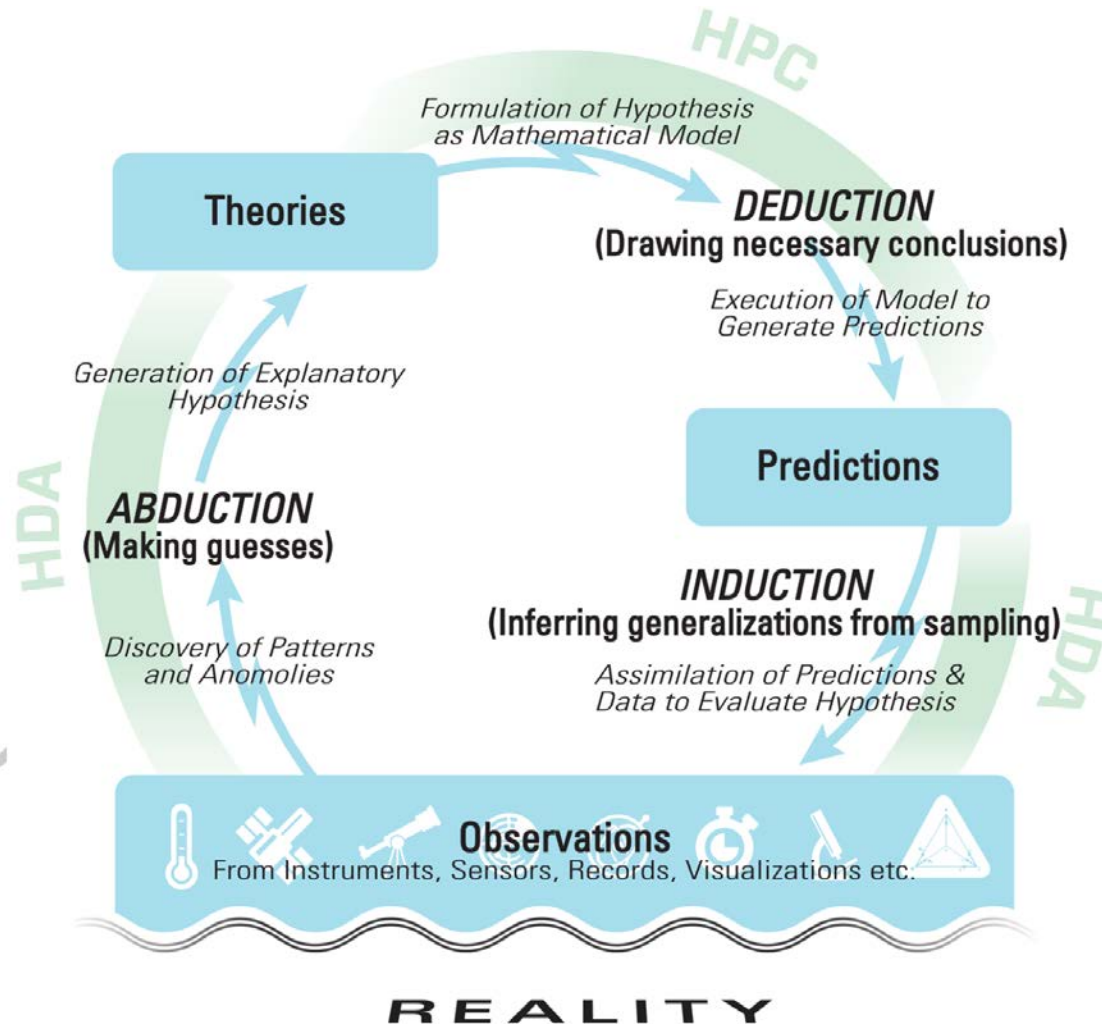 HPC
Formulation of Hypothesis
as Mathematical Model
Theories
DEDUCTION
(Drawing necessary conclusions)
Execution of Model to
Generate Predictions
Generation of Explanatory
Hypothesis
Predictions
HDA
ABDUCTION
(Making guesses)
INDUCTION
(Inferring generalizations from sampling)
HDA
Discovery of Patterns
and Anomolies
Assimilation of Predictions &
Data to Evaluate Hypothesis
Observations
From Instruments, Sensors, Records, Visualizations etc.
REALITY